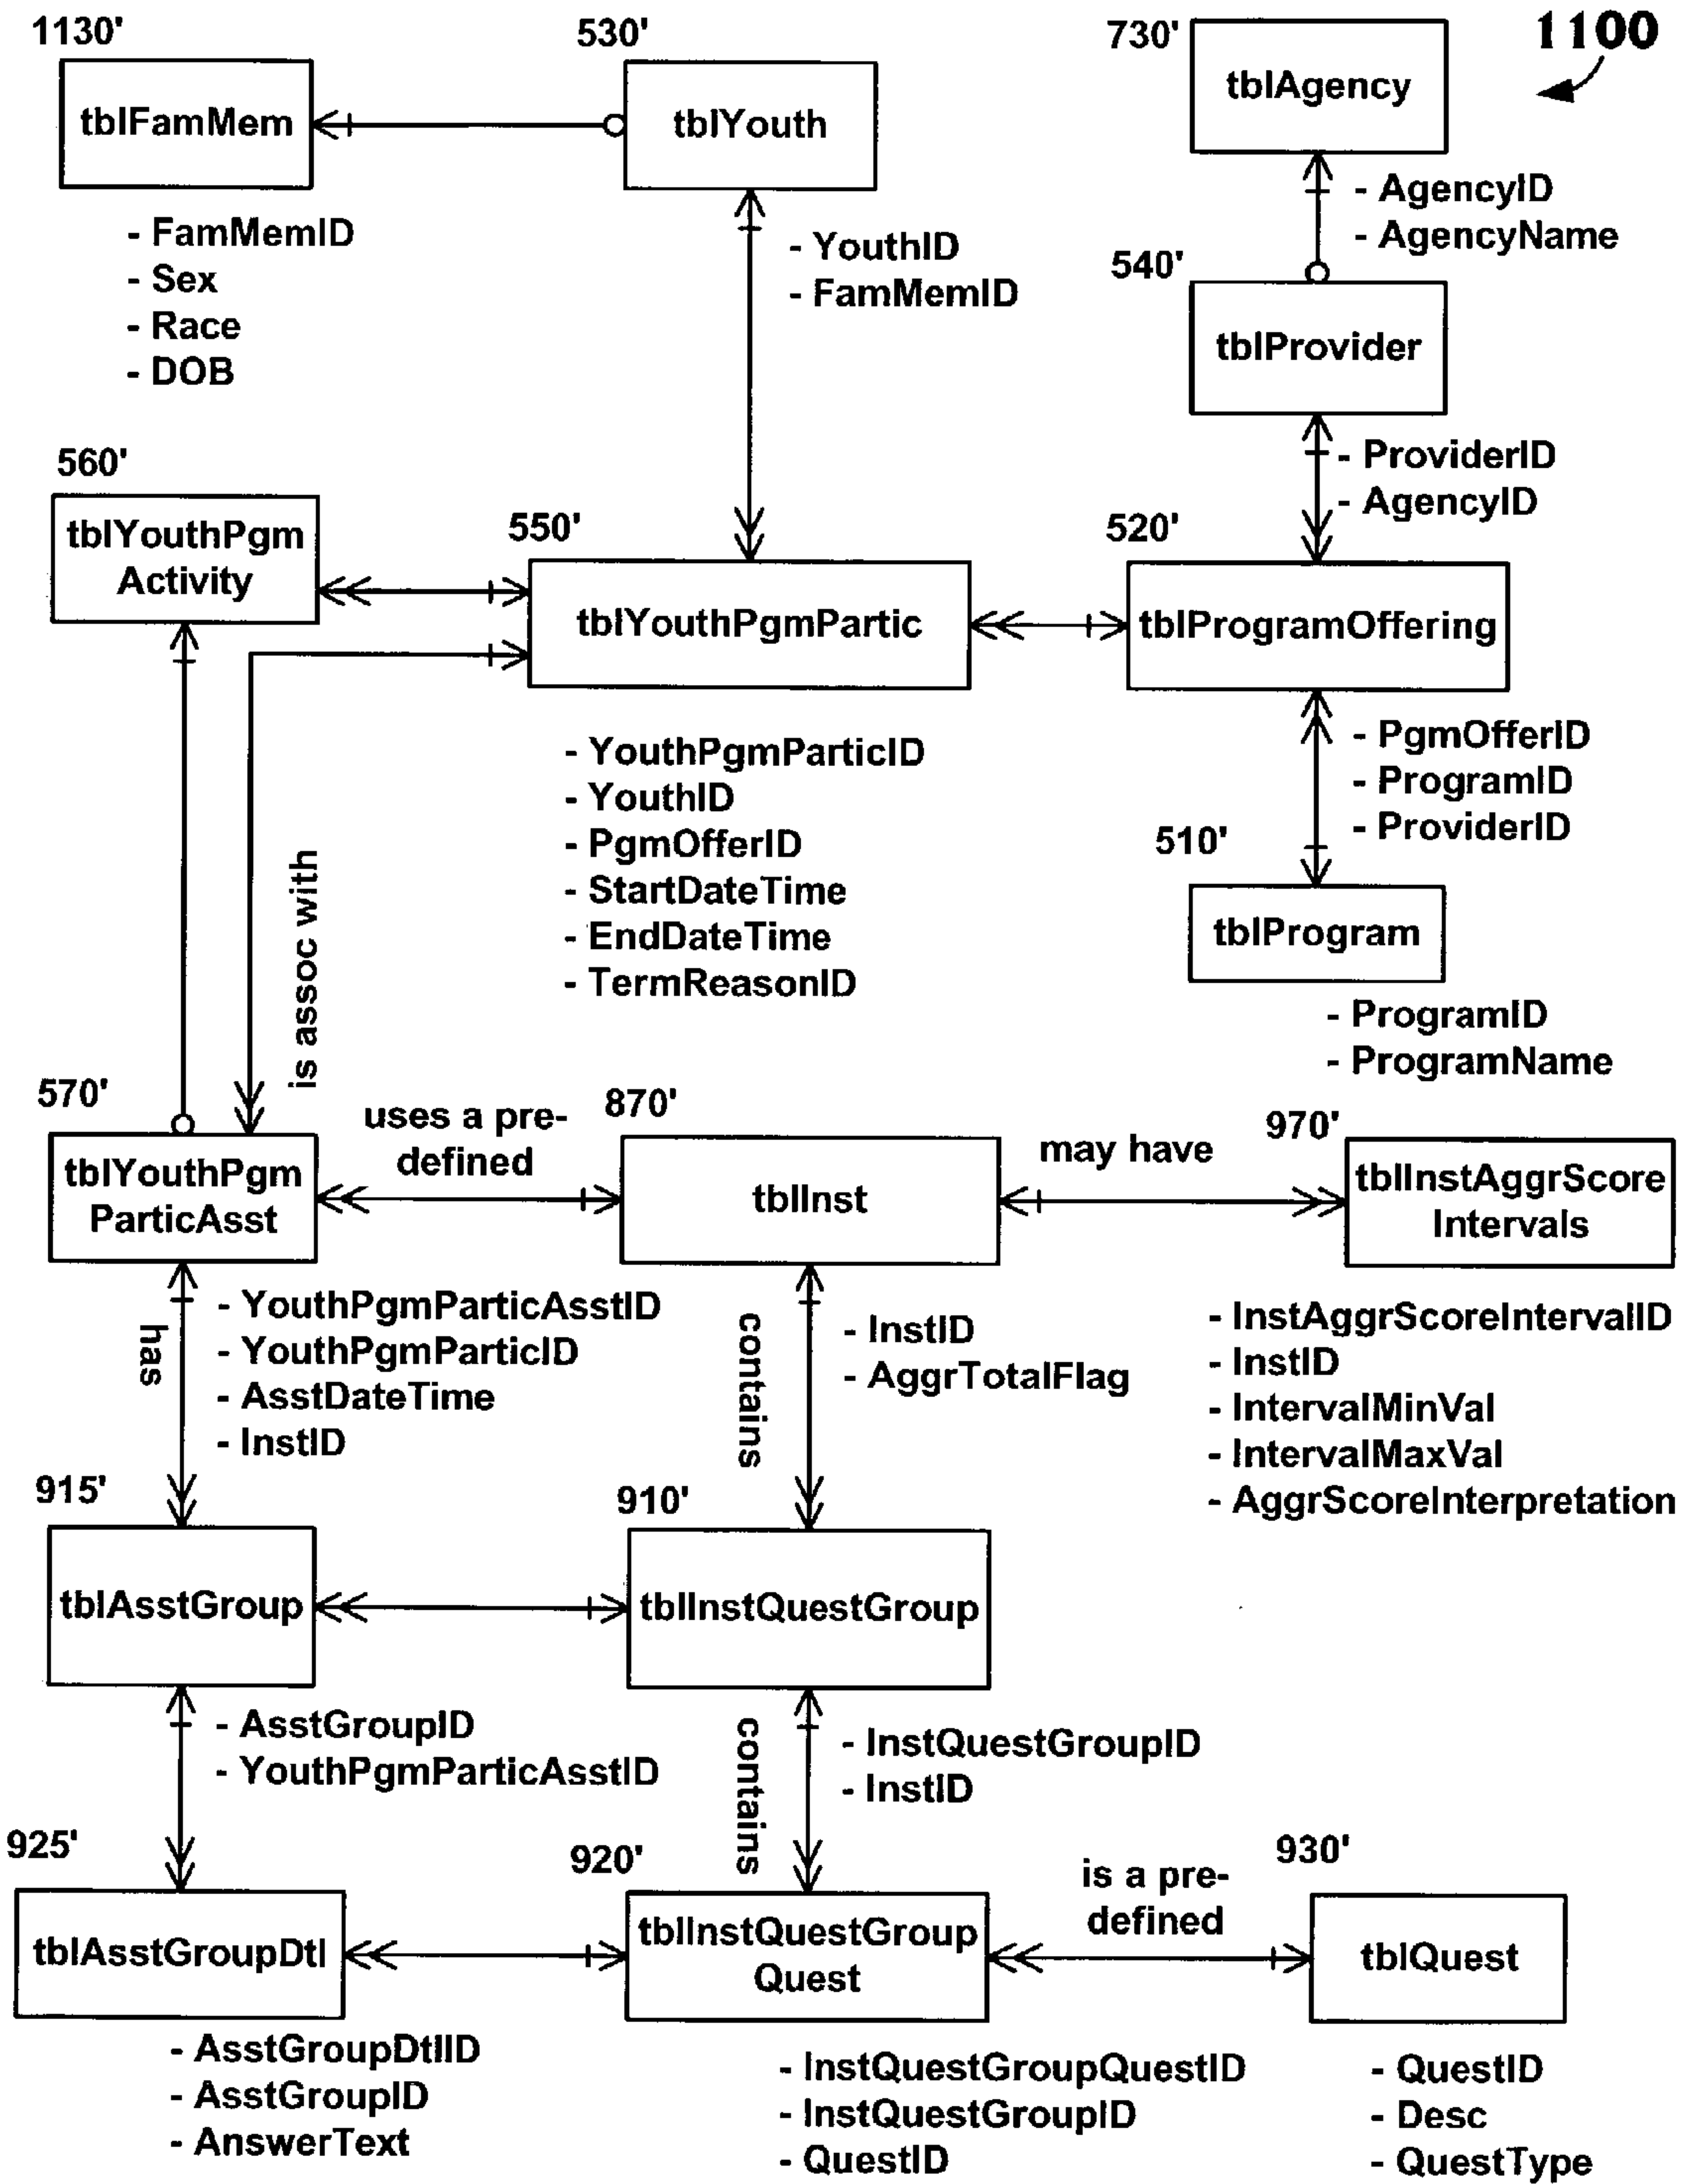 1100
1130'
tblFamMem
- FamMemID
- Sex
- Race
- DOB
530'
tblYouth
- YouthID
- FamMemID
730'
tblAgency
- AgencyID
- AgencyName
540'
tblProvider
- ProviderID
- AgencyID
560'
tblYouthPgm
Activity
550'
tblYouthPgmPartic
- YouthPgmParticID
- YouthID
- PgmOfferID
- StartDateTime
- EndDateTime
- TermReasonID
520'
tblProgramOffering
- PgmOfferID
- ProgramID
- ProviderID
510'
tblProgram
- ProgramID
- ProgramName
is assoc with
570'
tblYouthPgm
ParticAsst
- YouthPgmParticAsstID
- YouthPgmParticID
- AsstDateTime
- InstID
uses a pre-
defined
870'
tblInst
- InstID
- AggrTotalFlag
may have
970'
tblInstAggrScore
Intervals
- InstAggrScoreIntervalID
- InstID
- IntervalMinVal
- IntervalMaxVal
- AggrScoreInterpretation
has
contains
915'
tblAsstGroup
- AsstGroupID
- YouthPgmParticAsstID
910'
tblInstQuestGroup
- InstQuestGroupID
- InstID
contains
925'
tblAsstGroupDtl
- AsstGroupDtlID
- AsstGroupID
- AnswerText
920'
tblInstQuestGroup
Quest
- InstQuestGroupQuestID
- InstQuestGroupID
- QuestID
is a pre-
defined
930'
tblQuest
- QuestID
- Desc
- QuestType